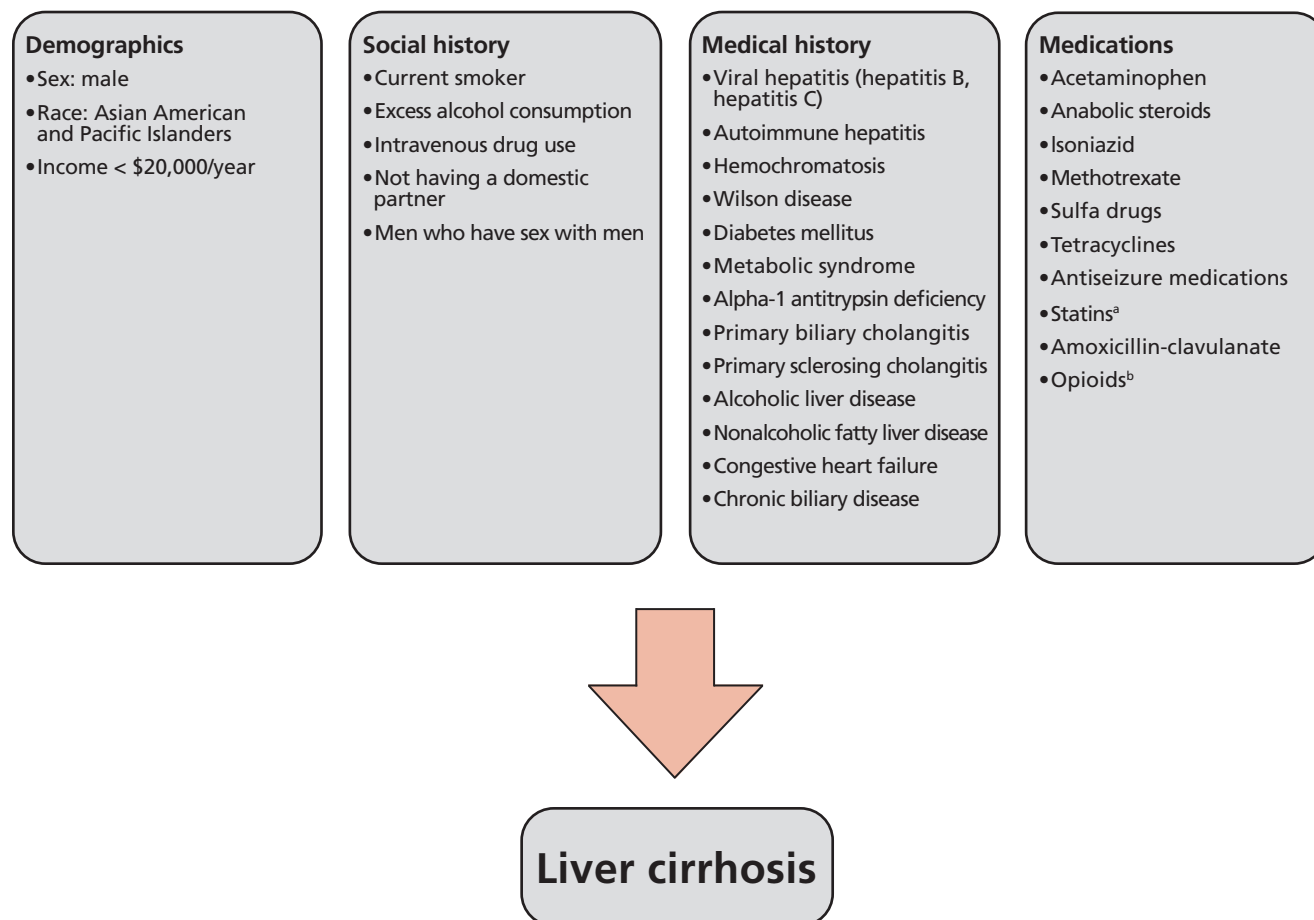 Demographics
•Sex: male
•Race: Asian American
and Pacific Islanders
•Income < $20,000/year
Social history
•Current smoker
•Excess alcohol consumption
•Intravenous drug use
•Not having a domestic
partner
•Men who have sex with men
Medical history
•Viral hepatitis (hepatitis B,
hepatitis C)
•Autoimmune hepatitis
•Hemochromatosis
•Wilson disease
•Diabetes mellitus
•Metabolic syndrome
•Alpha-1 antitrypsin deficiency
•Primary biliary cholangitis
•Primary sclerosing cholangitis
•Alcoholic liver disease
•Nonalcoholic fatty liver disease
•Congestive heart failure
•Chronic biliary disease
Medications
•Acetaminophen
•Anabolic steroids
•Isoniazid
•Methotrexate
•Sulfa drugs
•Tetracyclines
•Antiseizure medications
•Statinsᵃ
•Amoxicillin-clavulanate
•Opioidsᵇ
Liver cirrhosis